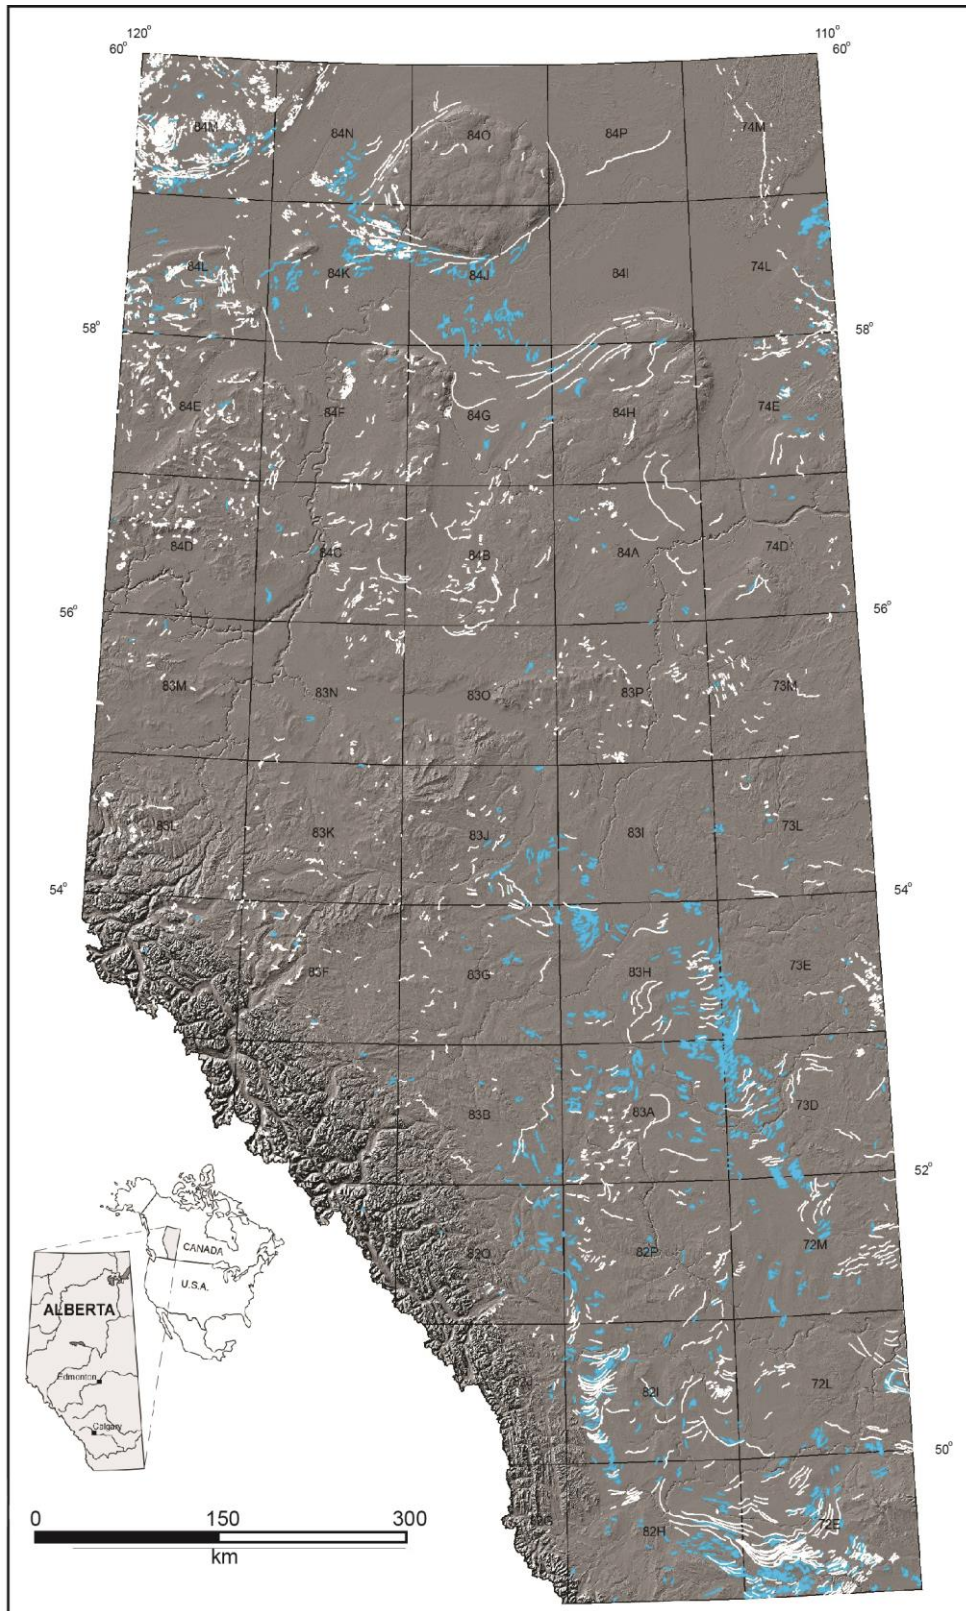 120°
110°
60°
60°
84M
84N
84O
84P
74M
84L
84K
84J
84I
74L
58°
58°
84E
84F
84G
84H
74E
84D
84C
84B
84A
74D
56°
56°
83M
83N
83O
83P
73M
83L
83K
83J
83I
73L
54°
54°
83F
83G
83H
73E
83B
83A
73D
52°
82O
82P
72M
CANADA
U.S.A.
ALBERTA
Edmonton
Calgary
82I
72L
50°
82G
82H
72E
0 150 300
km